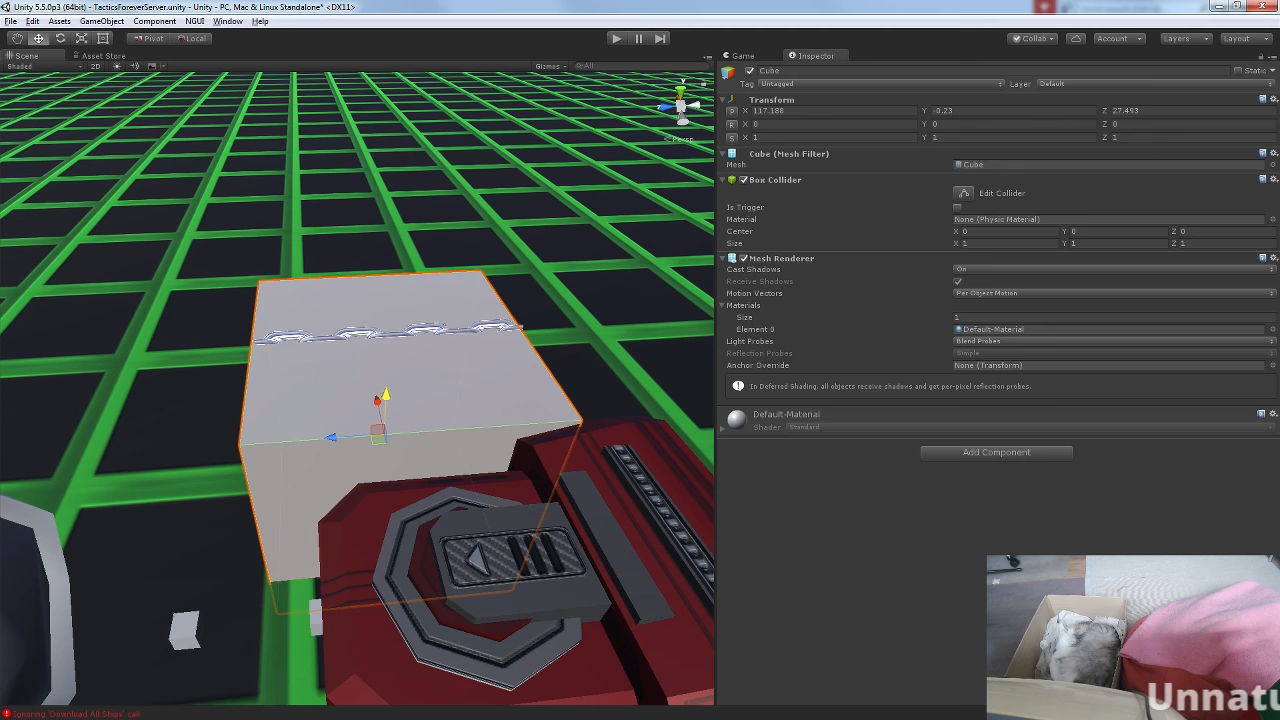 Unity 5.5.0p3 (64bit) - TacticsForeverServer.unity - Unity - PC, Mac & Linux Standalone* <DX11>
File Edit Assets GameObject Component NGUI Window Help
Pivot Local Collab Account Layers Layout
Scene Asset Store Game Inspector
Shaded 2D Gizmos All
Cube Static
Tag Untagged Layer Default
Transform
P X 117.188 Y -0.23 Z 27.493
R X 0 Y 0 Z 0
S X 1 Y 1 Z 1
Cube (Mesh Filter)
Mesh Cube
Box Collider
Edit Collider
Is Trigger
Material None (Physic Material)
Center X 0 Y 0 Z 0
Size X 1 Y 1 Z 1
Mesh Renderer
Cast Shadows On
Receive Shadows
Motion Vectors Per Object Motion
Materials
Size 1
Element 0 Default-Material
Light Probes Blend Probes
Reflection Probes Simple
Anchor Override None (Transform)
In Deferred Shading, all objects receive shadows and get per-pixel reflection probes.
Default-Material
Shader Standard
Add Component
y
z
Persp
Unnatu
Ignoring 'Download All Ships' call